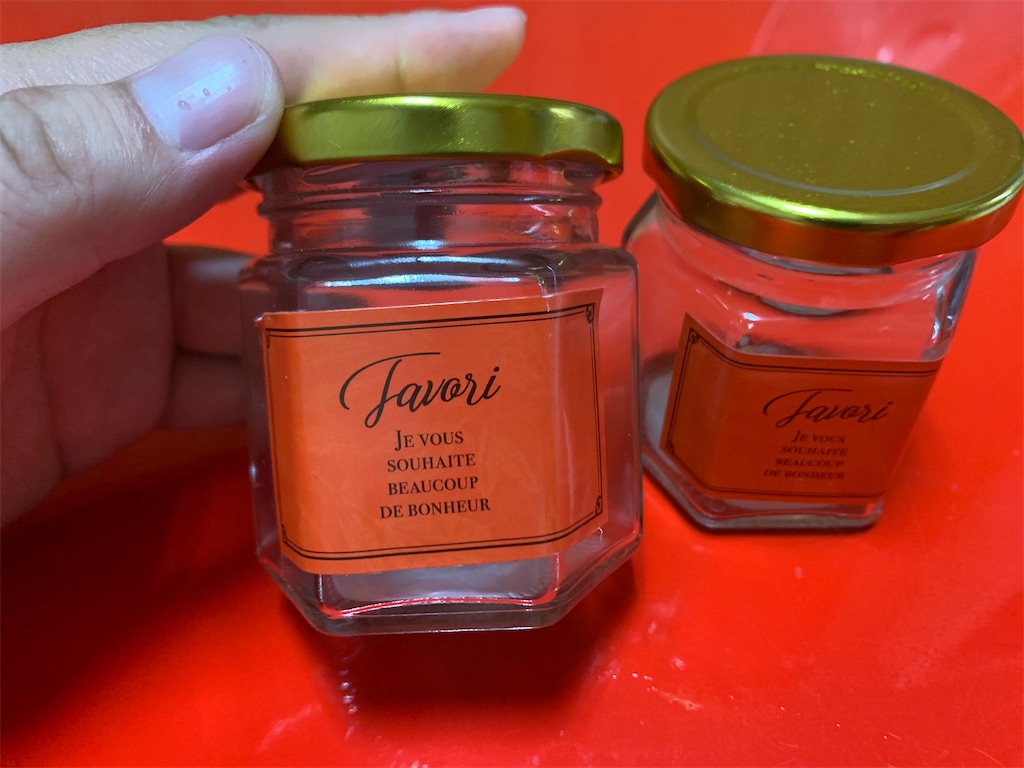 Favori
JE VOUS
SOUHAITE
BEAUCOUP
DE BONHEUR
Favori
JE VOUS
SOUHAITE
BEAUCOUP
DE BONHEUR